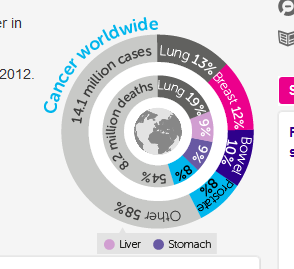 er in
2012.
Cancer worldwide
14.1 million cases
Lung 13%
Breast 12%
Bowel 10%
Prostate 8%
Other 58%
8.2 million deaths
Lung 19%
9%
9%
8%
54%
Liver
Stomach
S
F
s